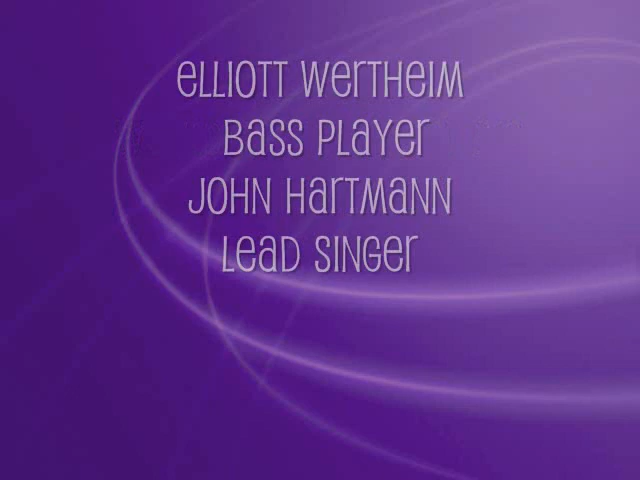 ELLIOTT WERTHEIM
BASS PLAYER
JOHN HARTMANN
LEAD SINGER